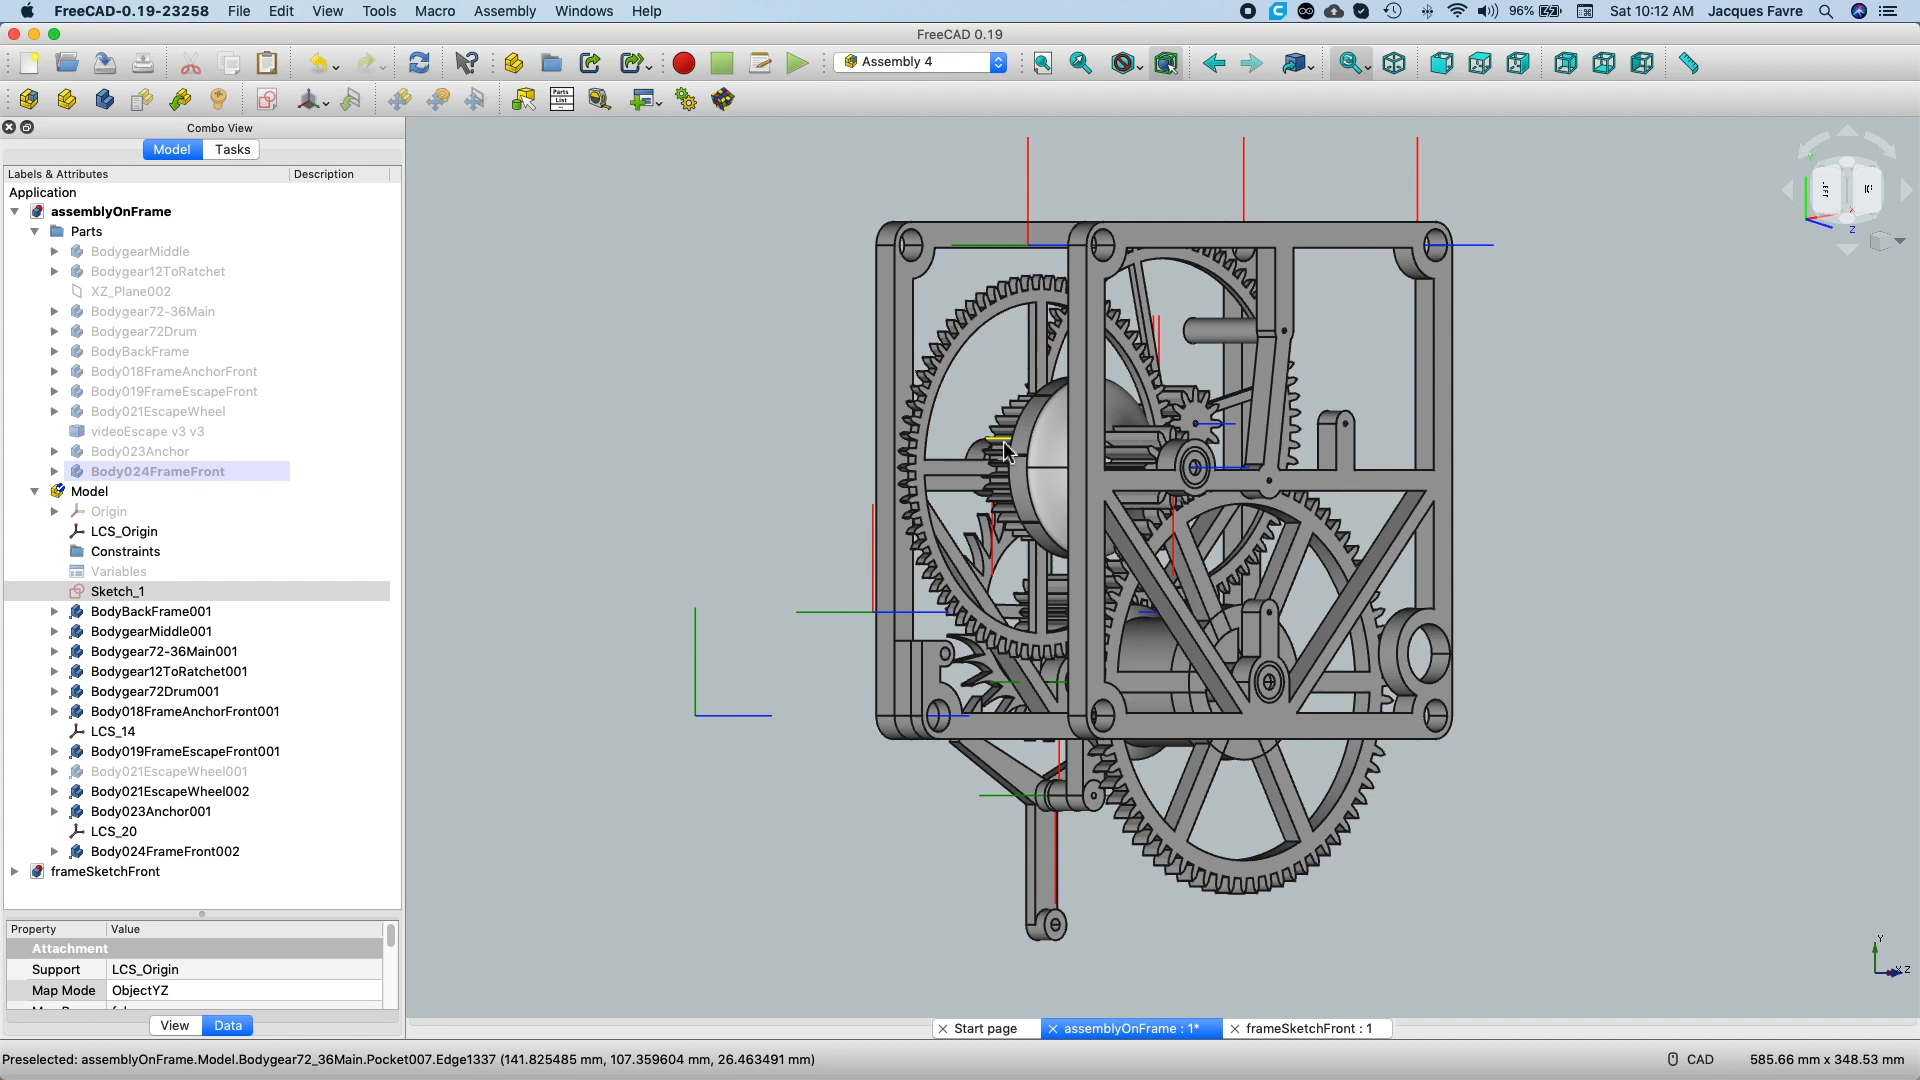 FreeCAD-0.19-23258 File Edit View Tools Macro Assembly Windows Help 96% Sat 10:12 AM Jacques Favre
FreeCAD 0.19
Assembly 4
Parts List
Combo View
Model Tasks
Labels & Attributes Description
Application
assemblyOnFrame
Parts
BodygearMiddle
Bodygear12ToRatchet
XZ_Plane002
Bodygear72-36Main
Bodygear72Drum
BodyBackFrame
Body018FrameAnchorFront
Body019FrameEscapeFront
Body021EscapeWheel
videoEscape v3 v3
Body023Anchor
Body024FrameFront
Model
Origin
LCS_Origin
Constraints
Variables
Sketch_1
BodyBackFrame001
BodygearMiddle001
Bodygear72-36Main001
Bodygear12ToRatchet001
Bodygear72Drum001
Body018FrameAnchorFront001
LCS_14
Body019FrameEscapeFront001
Body021EscapeWheel001
Body021EscapeWheel002
Body023Anchor001
LCS_20
Body024FrameFront002
frameSketchFront
Property Value
Attachment
Support LCS_Origin
Map Mode ObjectYZ
View Data
Y
Z
Y
X Z
Start page assemblyOnFrame : 1* frameSketchFront : 1
Preselected: assemblyOnFrame.Model.Bodygear72_36Main.Pocket007.Edge1337 (141.825485 mm, 107.359604 mm, 26.463491 mm) CAD 585.66 mm x 348.53 mm